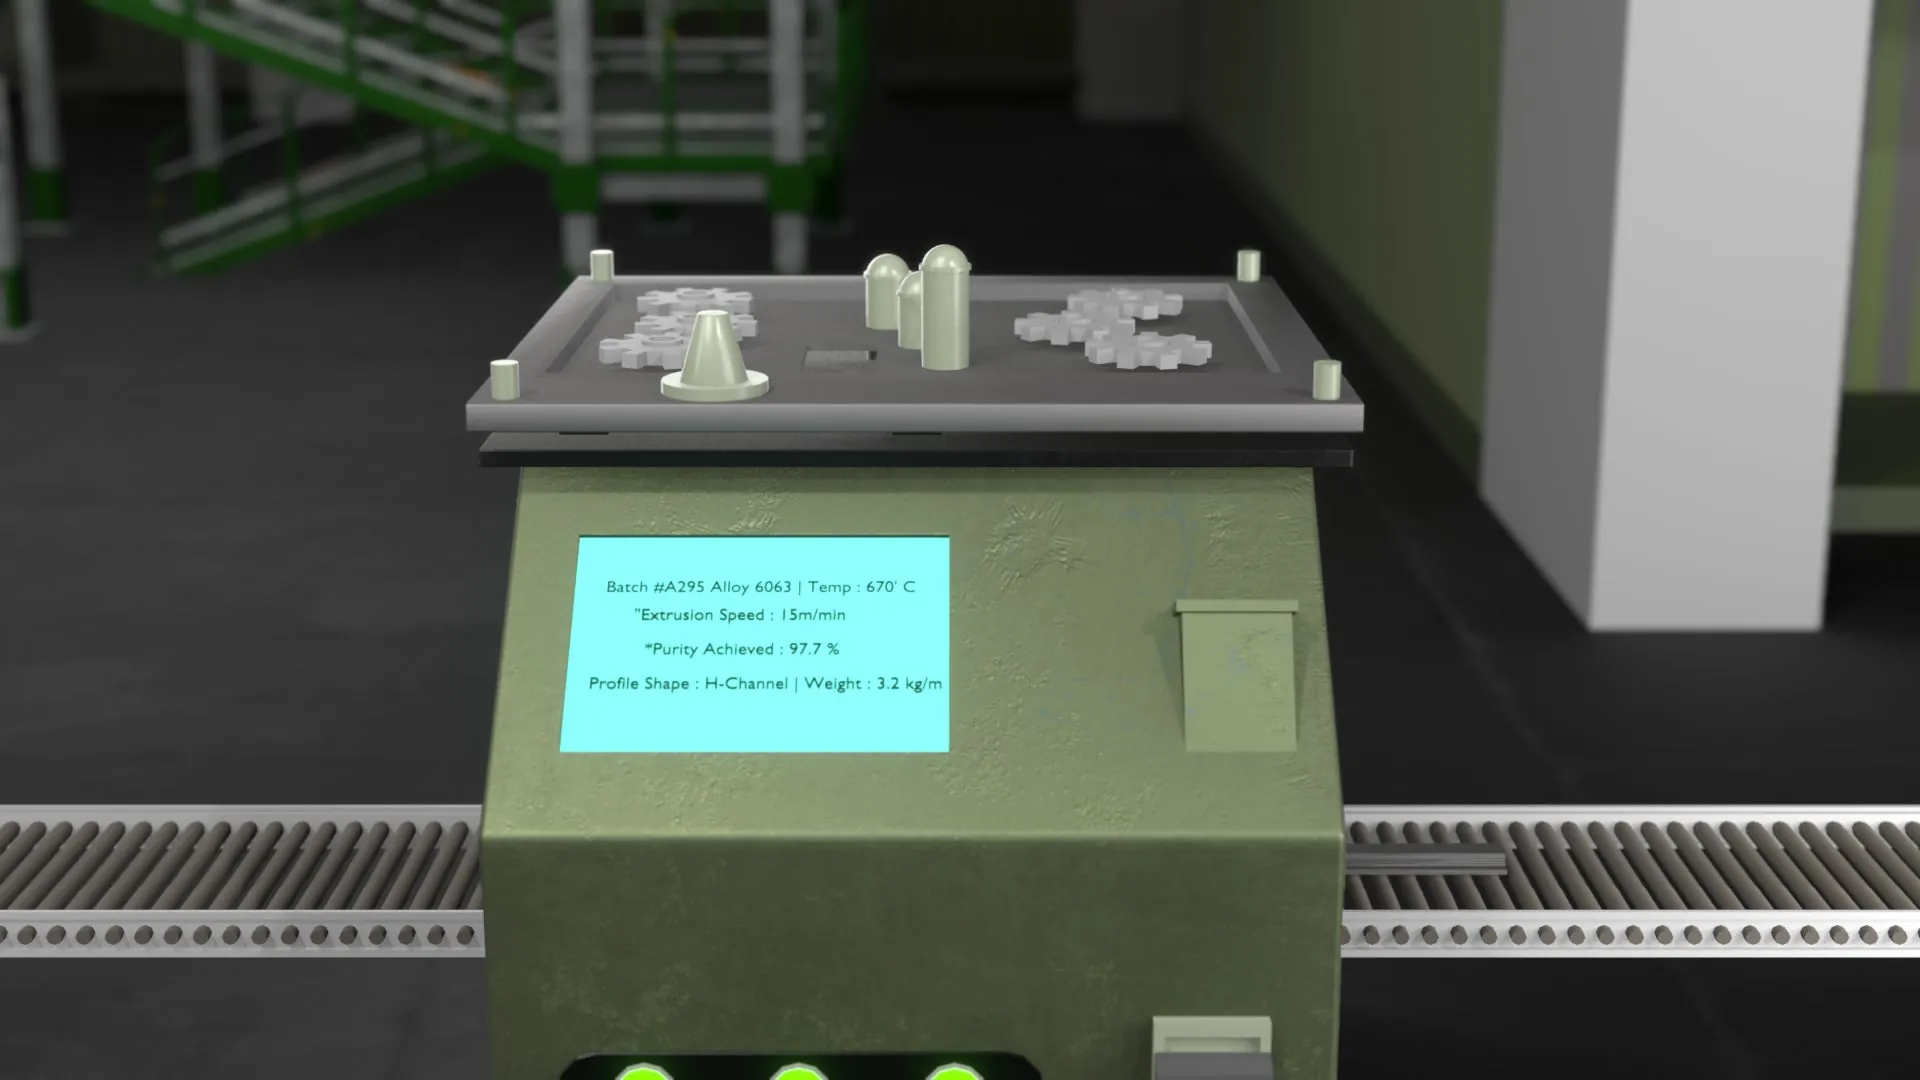 Batch #A295 Alloy 6063 | Temp : 670' C
"Extrusion Speed : 15m/min
*Purity Achieved : 97.7 %
Profile Shape : H-Channel | Weight : 3.2 kg/m